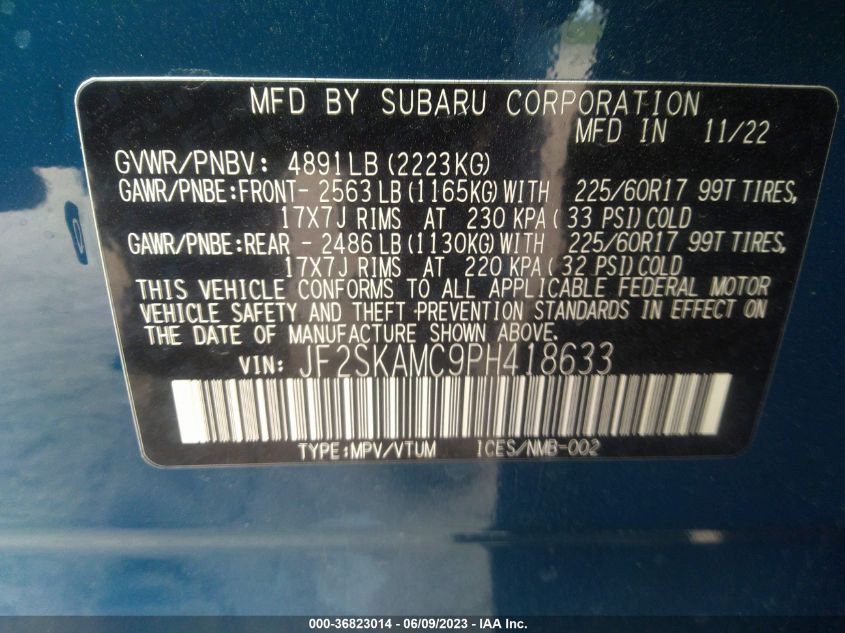 MFD BY SUBARU CORPORATION
MFD IN 11/22
GVWR/PNBV: 4891LB (2223KG)
GAWR/PNBE:FRONT- 2563 LB (1165KG) WITH 225/60R17 99T TIRES,
17X7J RIMS AT 230 KPA ( 33 PSI) COLD
GAWR/PNBE:REAR - 2486 LB (1130KG) WITH 225/60R17 99T TIRES,
17X7J RIMS AT 220 KPA ( 32 PSI) COLD
THIS VEHICLE CONFORMS TO ALL APPLICABLE FEDERAL MOTOR
VEHICLE SAFETY AND THEFT PREVENTION STANDARDS IN EFFECT ON
THE DATE OF MANUFACTURE SHOWN ABOVE.
VIN: JF2SKAMC9PH418633
TYPE:MPV/VTUM ICES/NMB-002
000-36823014 - 06/09/2023 - IAA Inc.